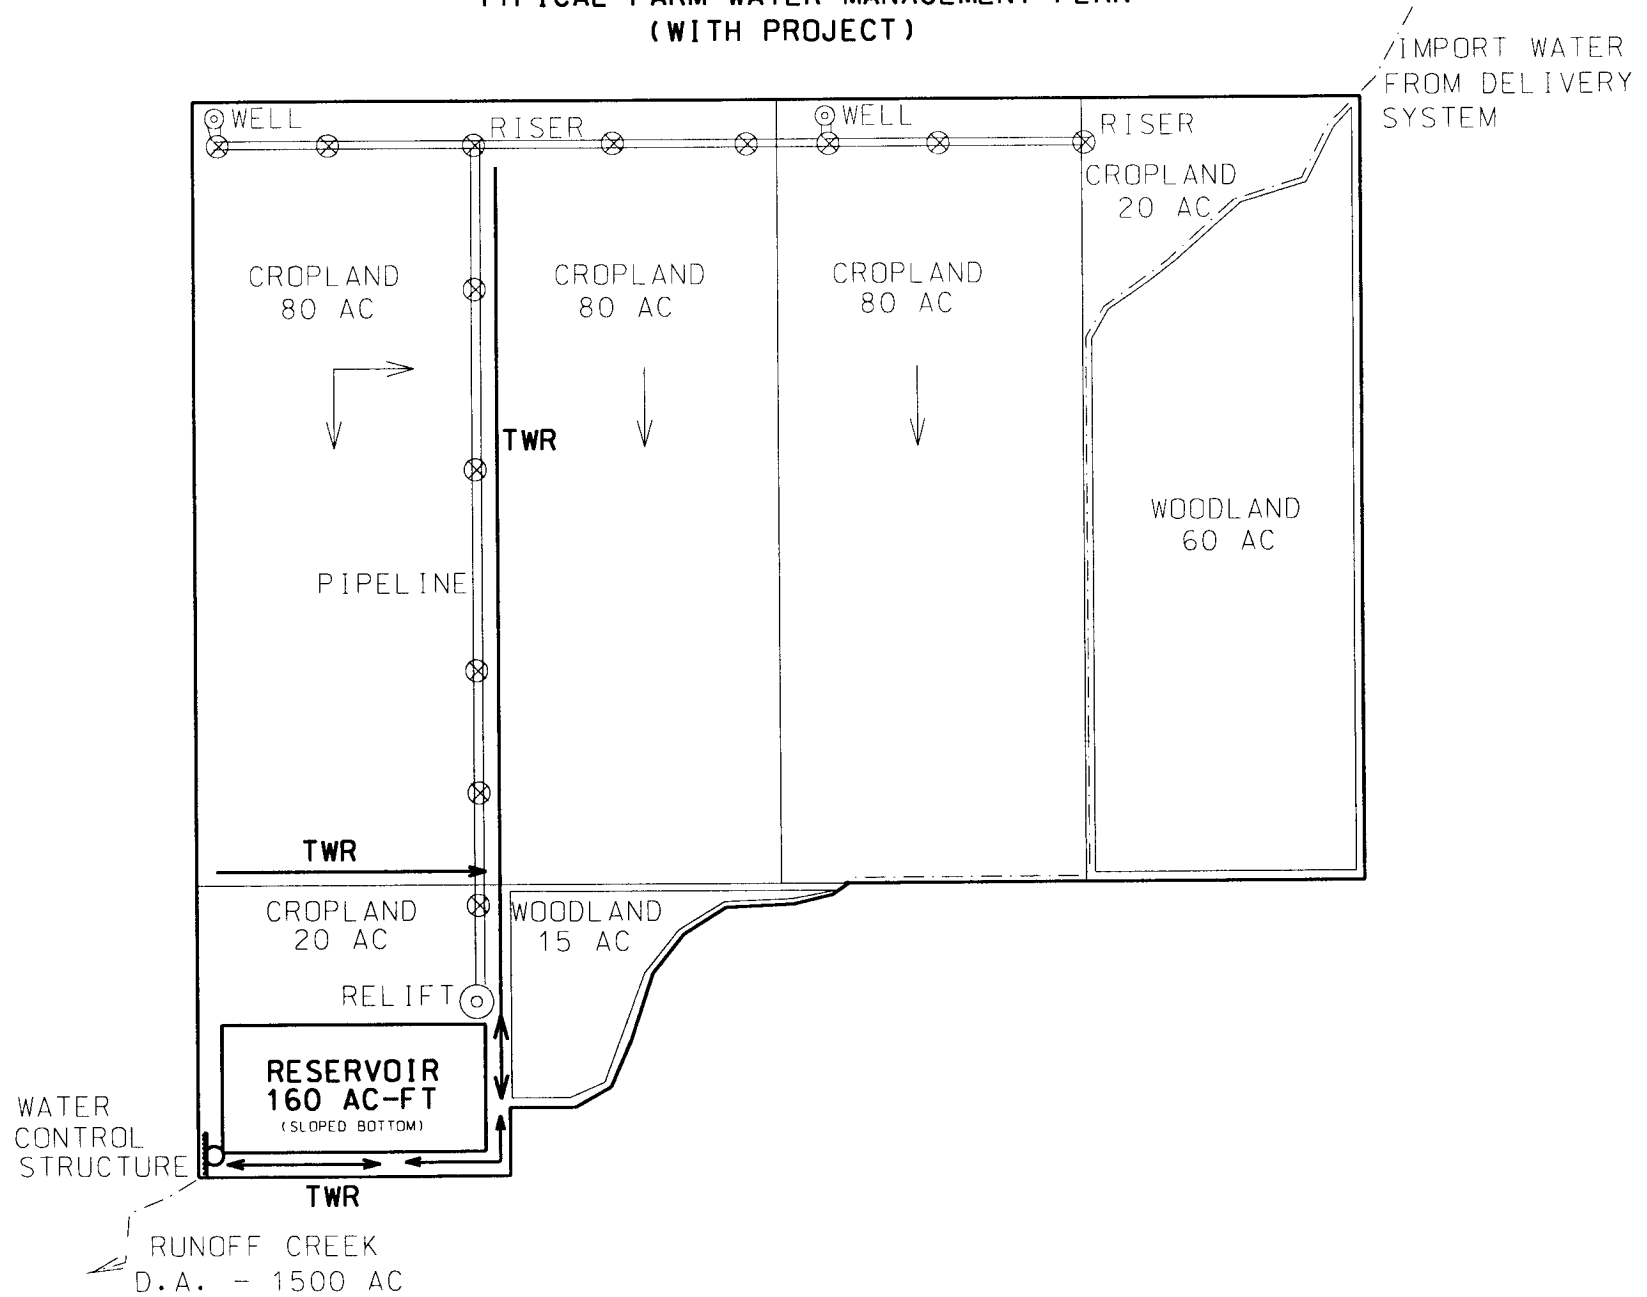 (WITH PROJECT)
IMPORT WATER
FROM DELIVERY
SYSTEM
WELL
RISER
WELL
RISER
CROPLAND
20 AC
CROPLAND
80 AC
CROPLAND
80 AC
CROPLAND
80 AC
TWR
WOODLAND
60 AC
PIPELINE
TWR
CROPLAND
20 AC
WOODLAND
15 AC
RELIFT
RESERVOIR
160 AC-FT
(SLOPED BOTTOM)
WATER
CONTROL
STRUCTURE
TWR
RUNOFF CREEK
D.A. - 1500 AC